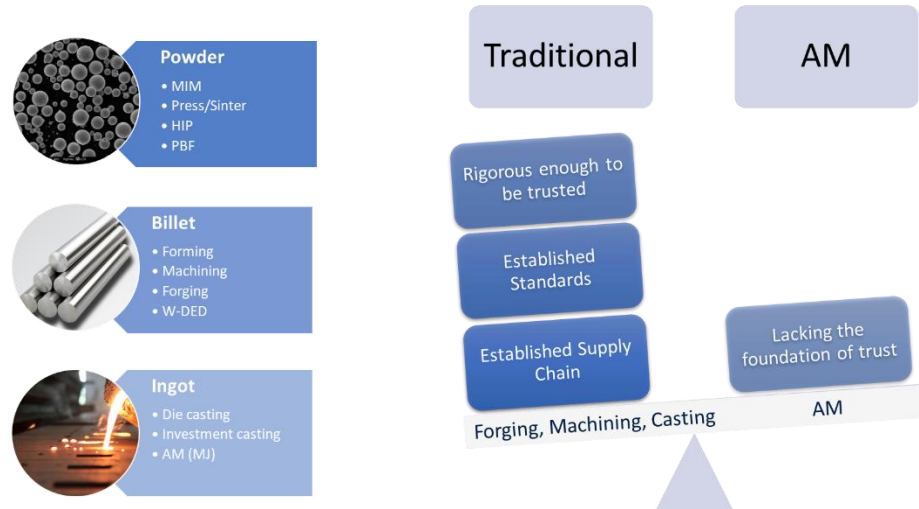 Powder
• MIM
• Press/Sinter
• HIP
• PBF
Billet
• Forming
• Machining
• Forging
• W-DED
Ingot
• Die casting
• Investment casting
• AM (MJ)
Traditional
AM
Rigorous enough to
be trusted
Established
Standards
Established Supply
Chain
Lacking the
foundation of trust
Forging, Machining, Casting
AM